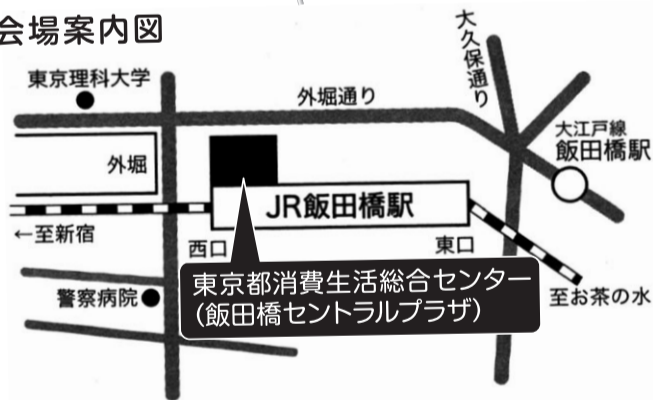 会場案内図
東京理科大学
外堀通り
大久保通り
大江戸線
飯田橋駅
外堀
JR飯田橋駅
←至新宿
西口
東口
東京都消費生活総合センター
(飯田橋セントラルプラザ)
警察病院
至お茶の水